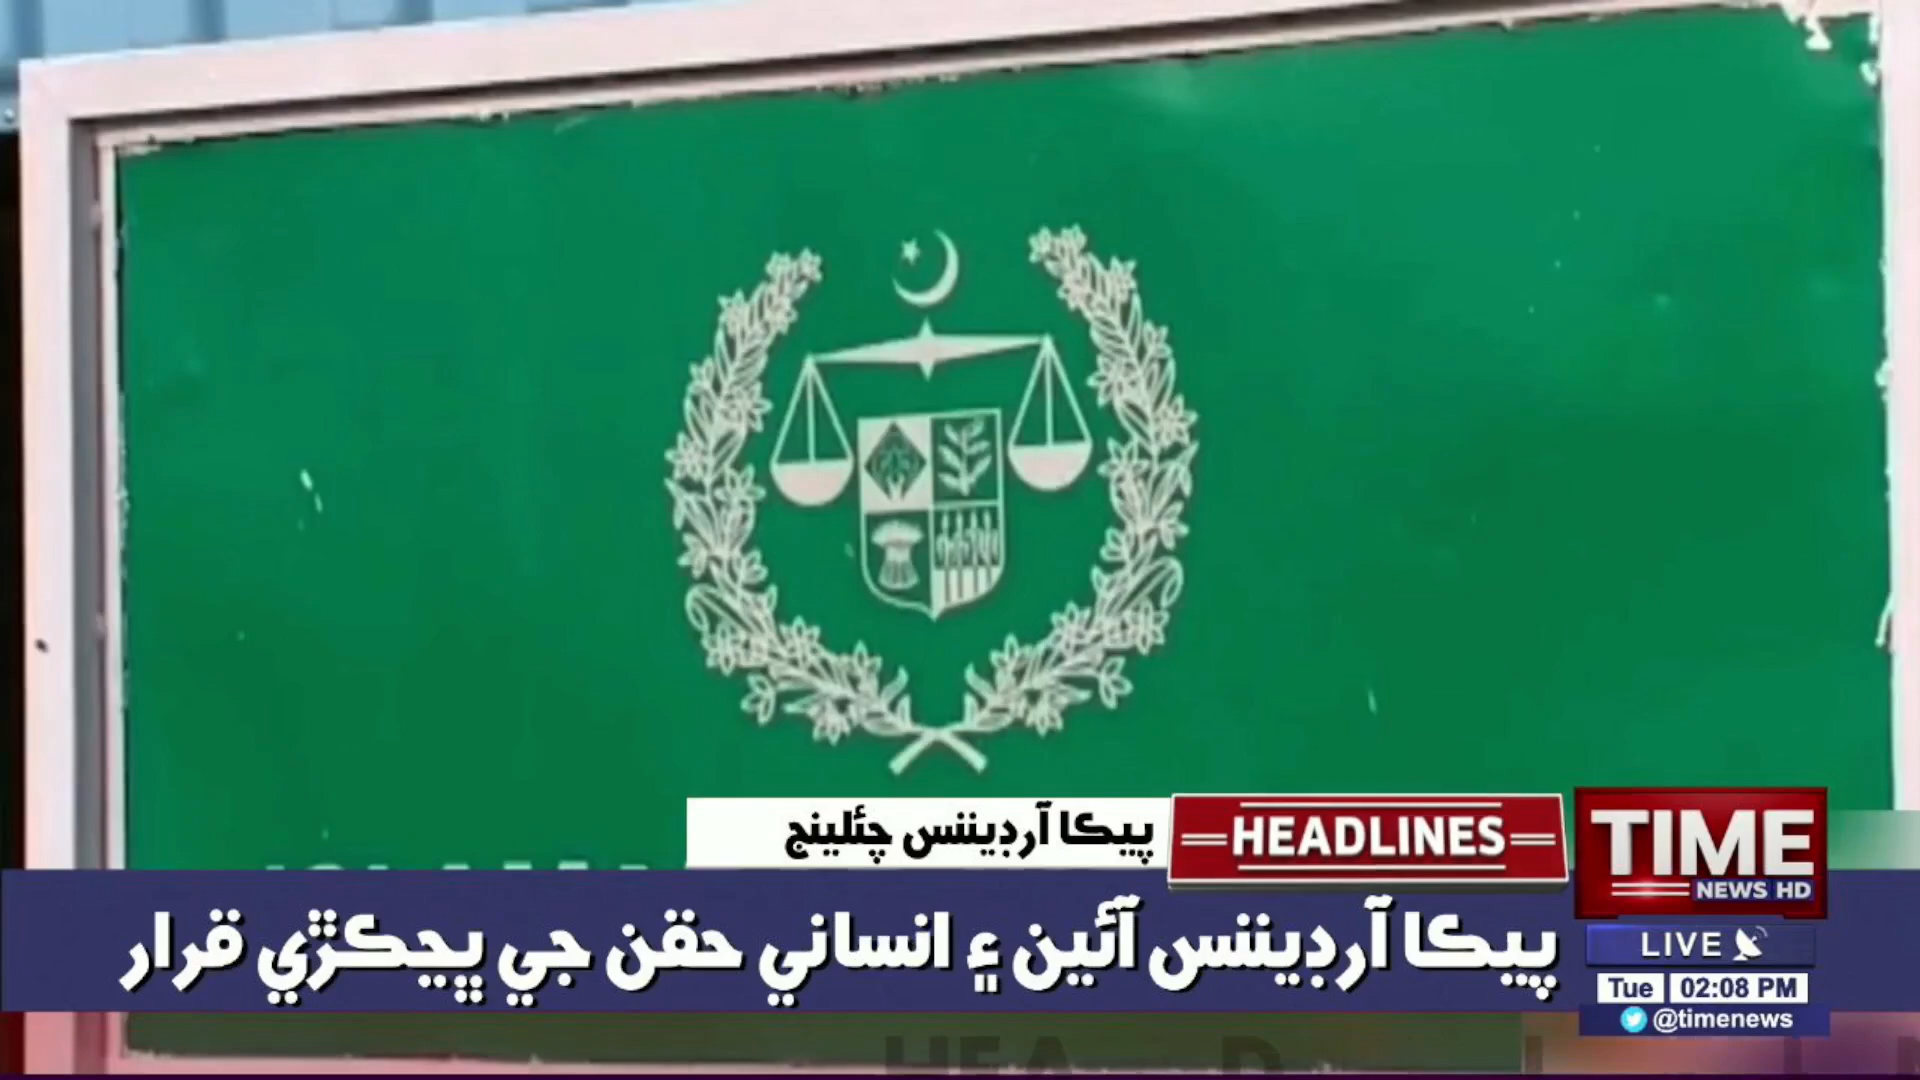 پيڪا آرڊيننس چئلينج
HEADLINES
TIME
NEWS HD
پيڪا آرڊيننس آئين ۽ انساني حقن جي ڀڃڪڙي قرار
LIVE
Tue 02:08 PM
@timenews